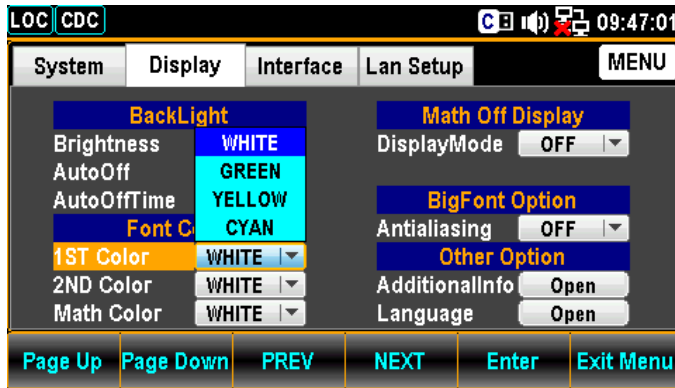 LOC CDC C 09:47:01
System Display Interface Lan Setup MENU
BackLight
Brightness
AutoOff
AutoOffTime
WHITE
GREEN
YELLOW
CYAN
Font C
1ST Color WHITE
2ND Color WHITE
Math Color WHITE
Math Off Display
DisplayMode OFF
BigFont Option
Antialiasing OFF
Other Option
AdditionalInfo Open
Language Open
Page Up Page Down PREV NEXT Enter Exit Menu